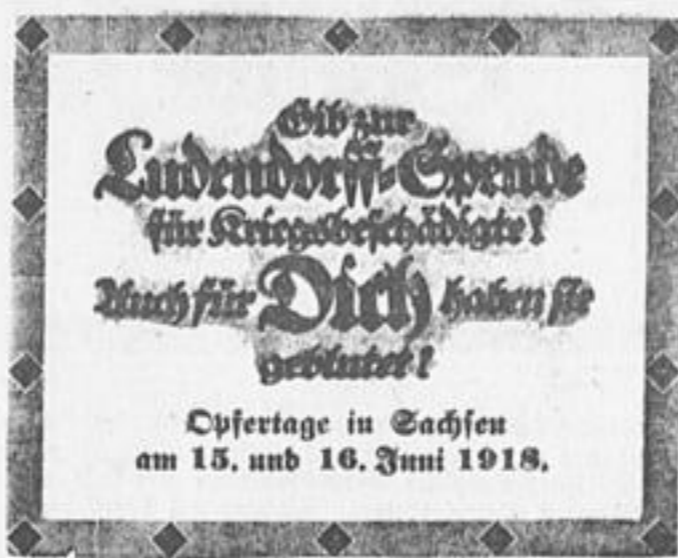 Gib zur
Ludendorff-Spende
für Kriegsbeschädigte!
Auch für Dich haben sie
geblutet!
Opfertage in Sachsen
am 15. und 16. Juni 1918.